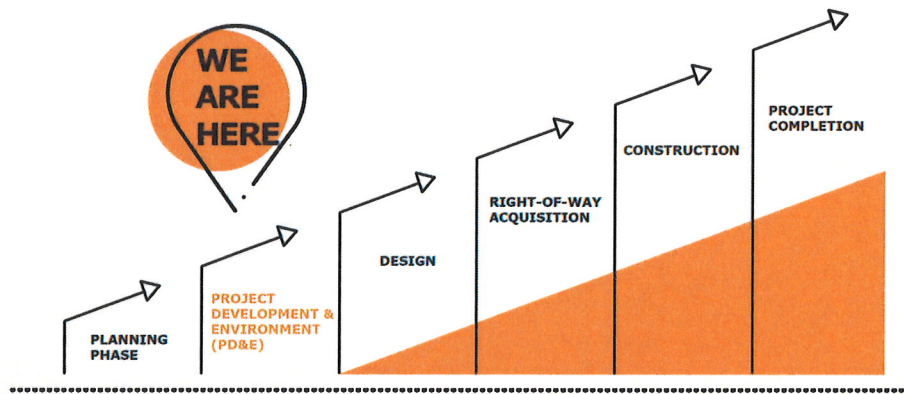 WE
ARE
HERE
PLANNING
PHASE
PROJECT
DEVELOPMENT &
ENVIRONMENT
(PD&E)
DESIGN
RIGHT-OF-WAY
ACQUISITION
CONSTRUCTION
PROJECT
COMPLETION